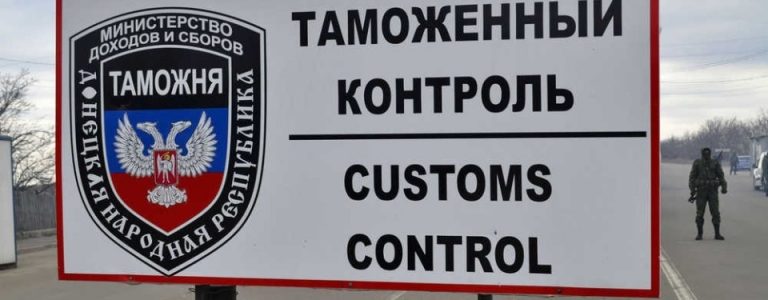 МИНИСТЕРСТВО
ДОХОДОВ И СБОРОВ
ТАМОЖНЯ
ДОНЕЦКАЯ НАРОДНАЯ РЕСПУБЛИКА
ТАМОЖЕННЫЙ
КОНТРОЛЬ
CUSTOMS
CONTROL